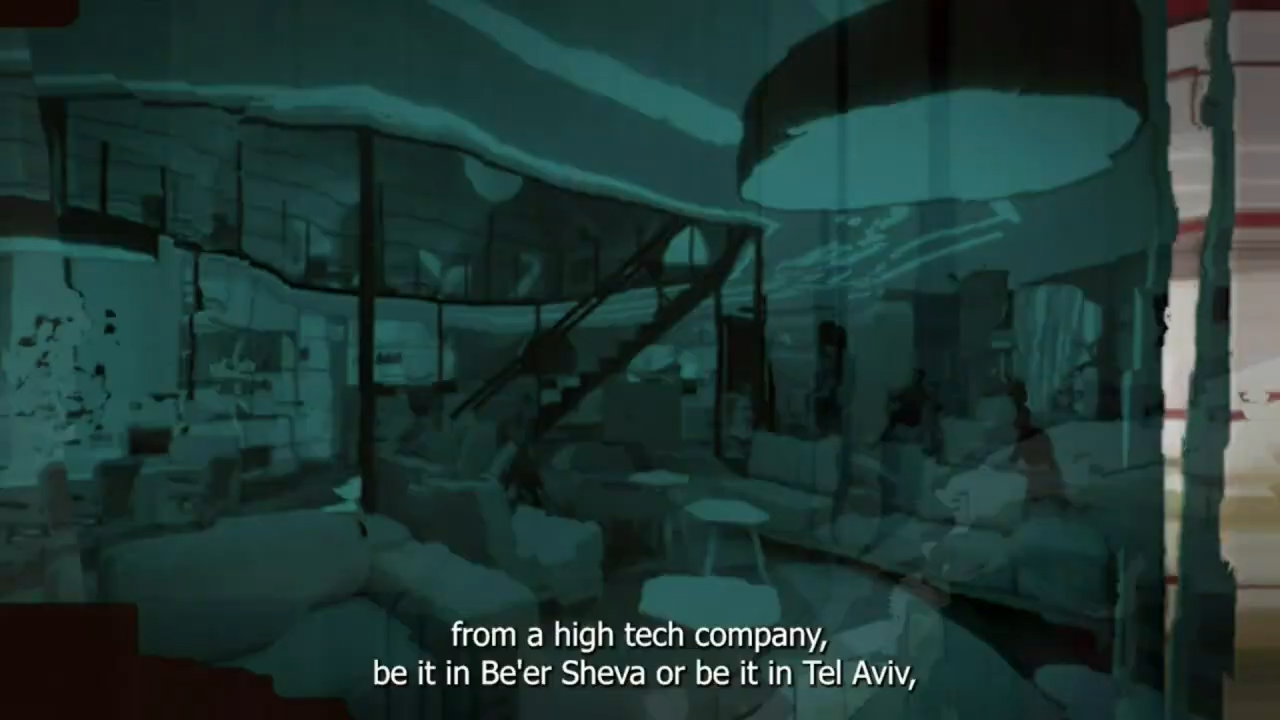 from a high tech company,
be it in Be'er Sheva or be it in Tel Aviv,